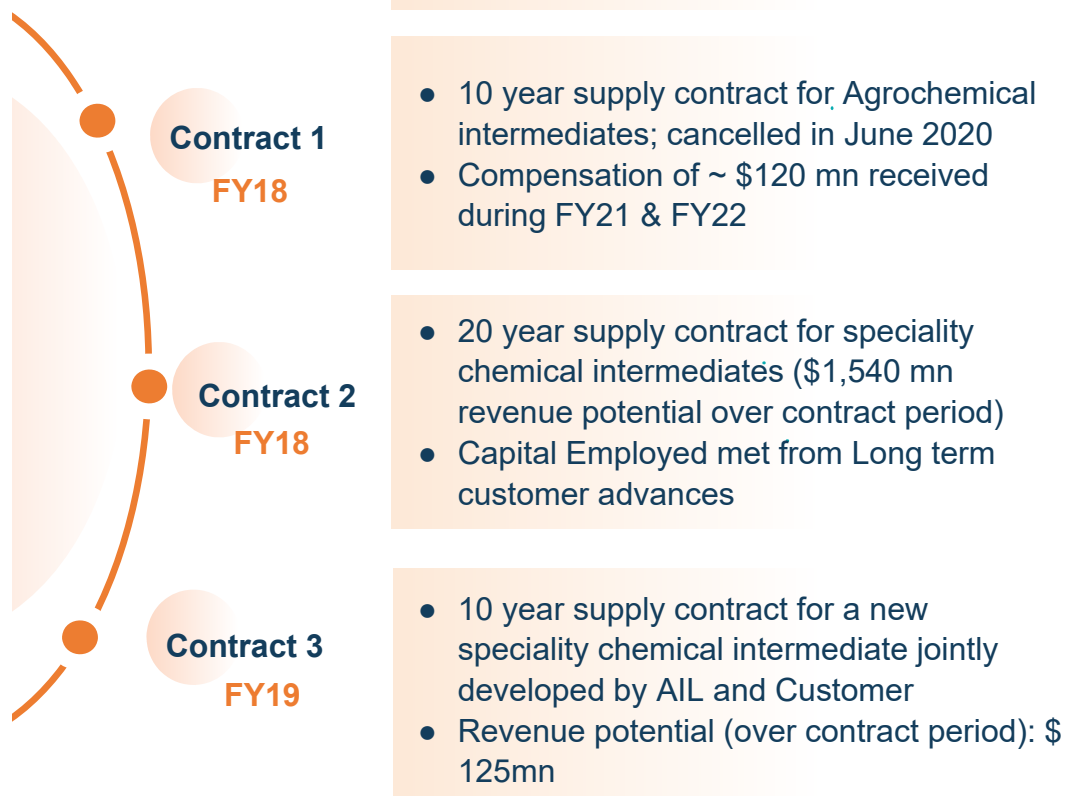 Contract 1
FY18
● 10 year supply contract for Agrochemical
intermediates; cancelled in June 2020
● Compensation of ~ $120 mn received
during FY21 & FY22
Contract 2
FY18
● 20 year supply contract for speciality
chemical intermediates ($1,540 mn
revenue potential over contract period)
● Capital Employed met from Long term
customer advances
Contract 3
FY19
● 10 year supply contract for a new
speciality chemical intermediate jointly
developed by AIL and Customer
● Revenue potential (over contract period): $
125mn